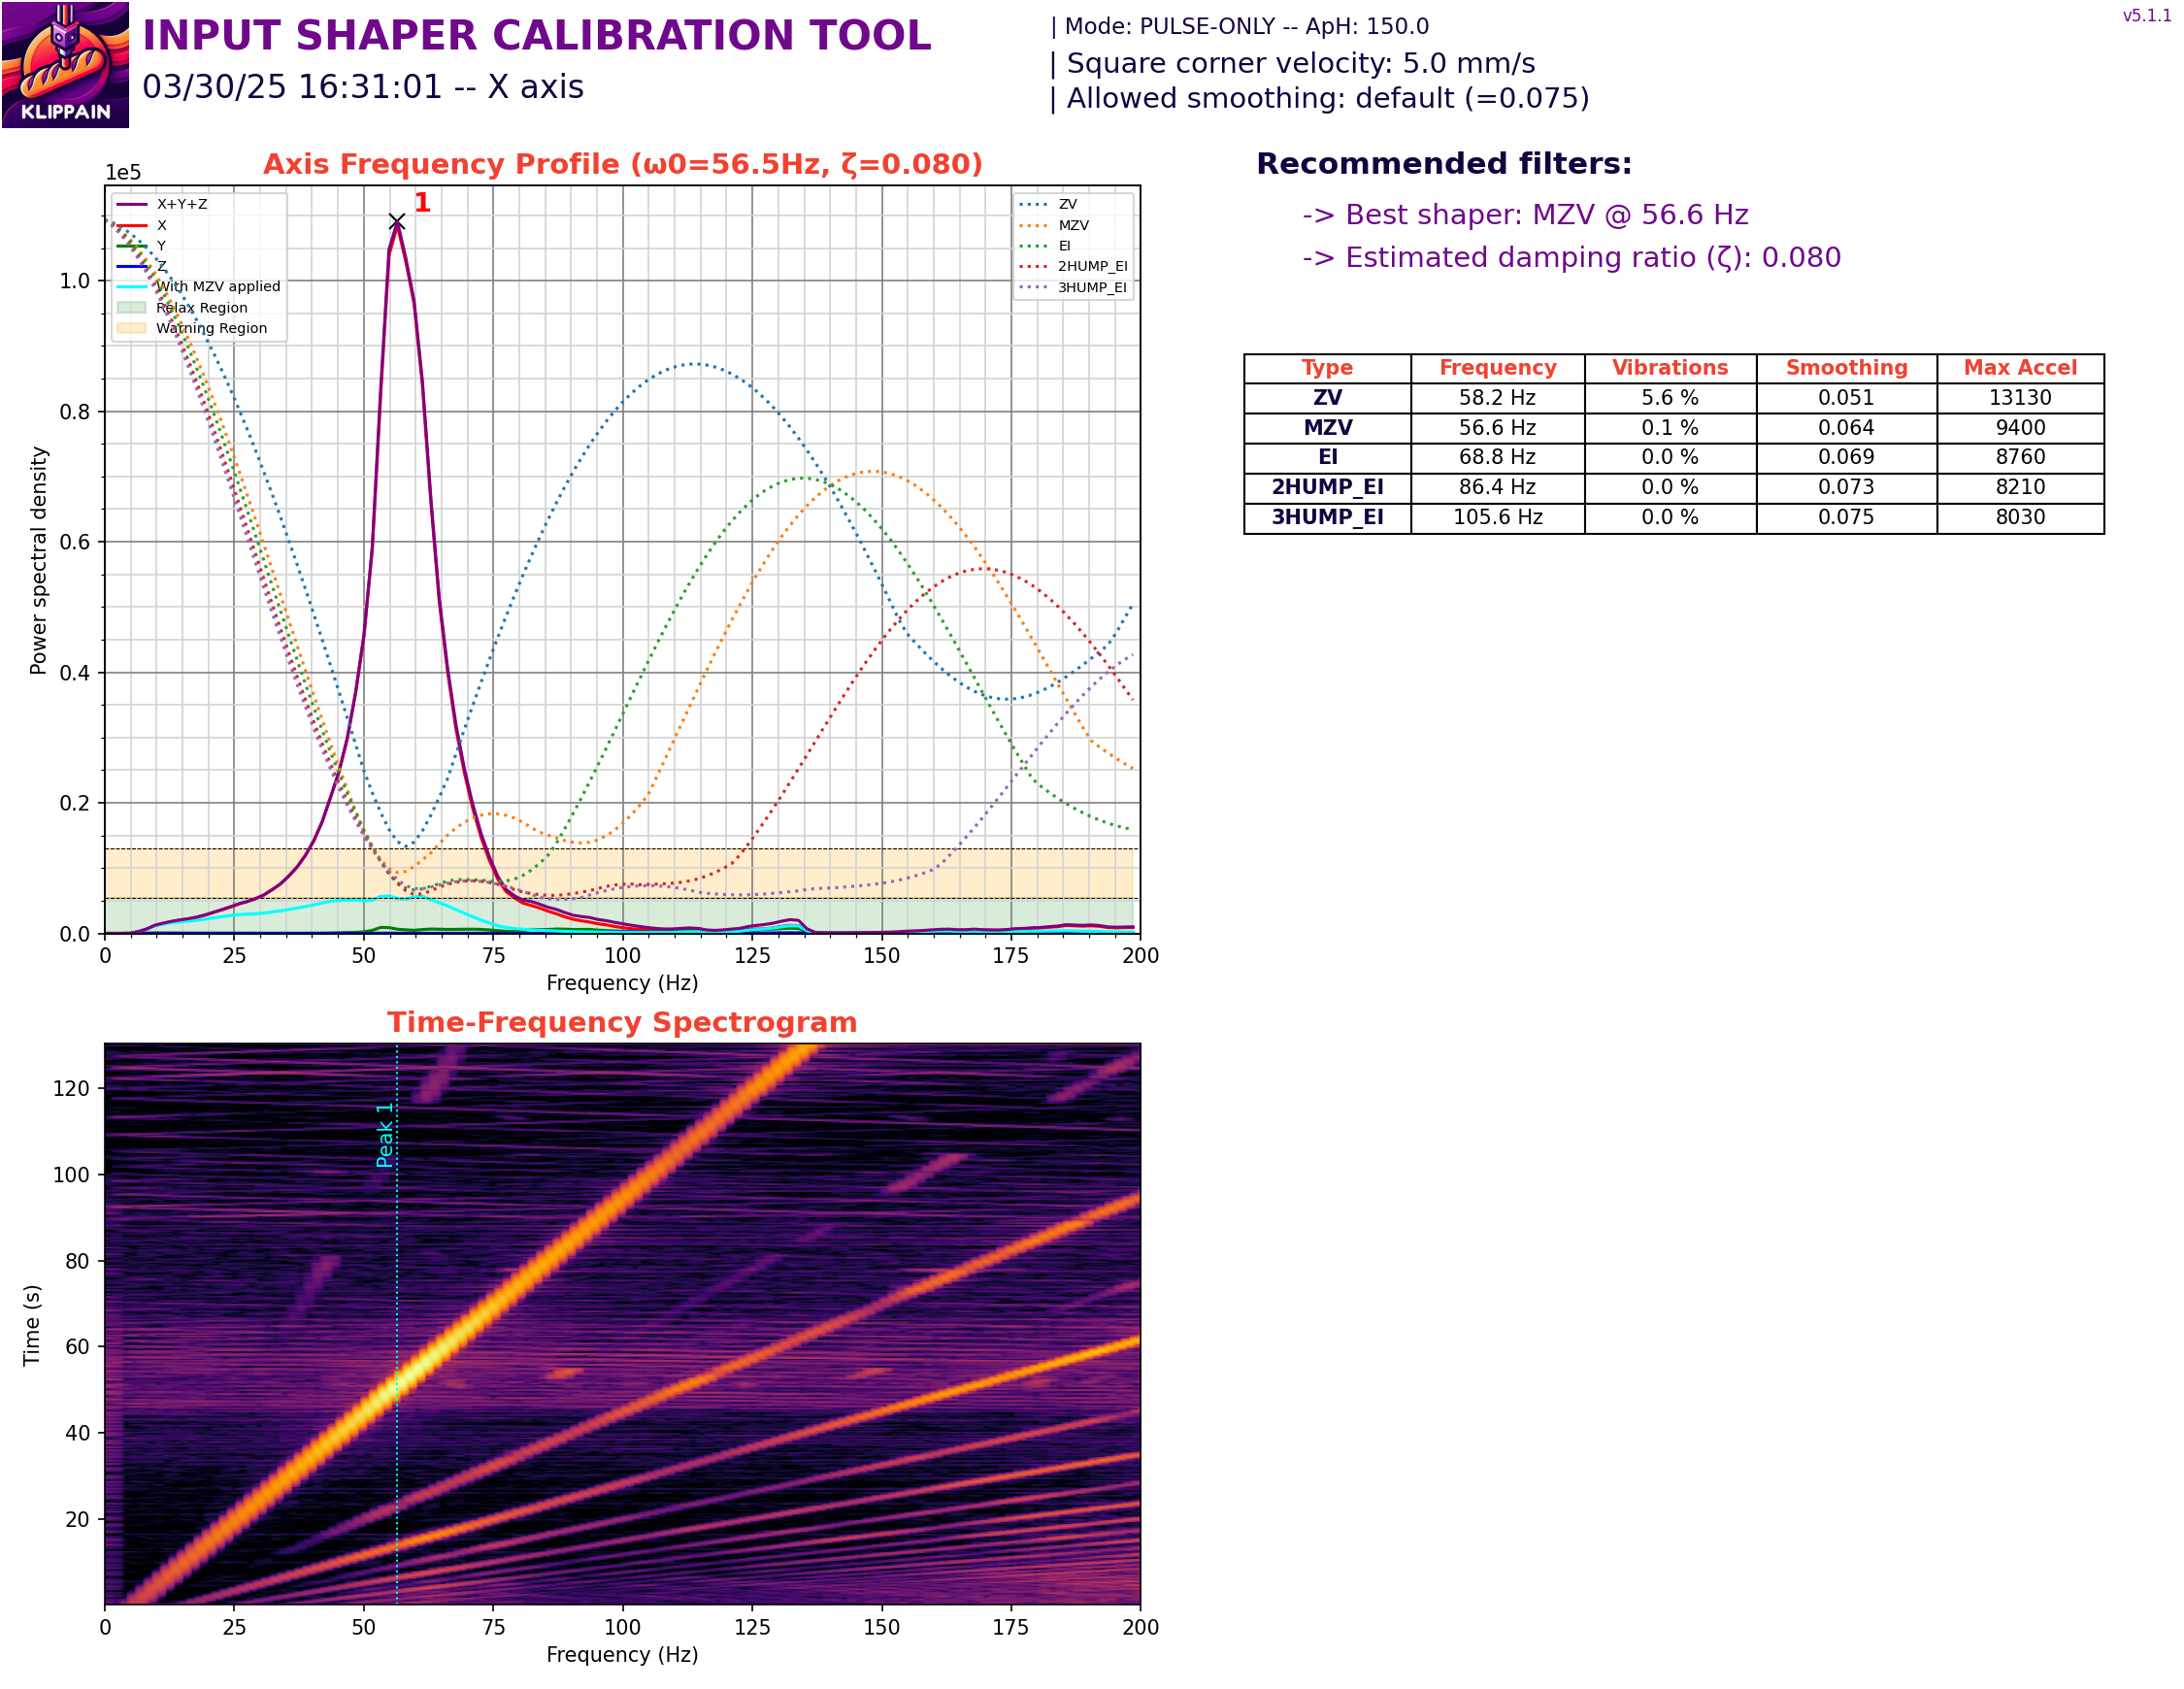 KLIPPAIN
INPUT SHAPER CALIBRATION TOOL
03/30/25 16:31:01 -- X axis
| Mode: PULSE-ONLY -- ApH: 150.0
| Square corner velocity: 5.0 mm/s
| Allowed smoothing: default (=0.075)
v5.1.1
Axis Frequency Profile (ω0=56.5Hz, ζ=0.080)
1e5
1
X+Y+Z
X
Y
Z
With MZV applied
Relax Region
Warning Region
ZV
MZV
EI
2HUMP_EI
3HUMP_EI
Power spectral density
1.0
0.8
0.6
0.4
0.2
0.0
0 25 50 75 100 125 150 175 200
Frequency (Hz)
Recommended filters:
-> Best shaper: MZV @ 56.6 Hz
-> Estimated damping ratio (ζ): 0.080
Type Frequency Vibrations Smoothing Max Accel
ZV 58.2 Hz 5.6 % 0.051 13130
MZV 56.6 Hz 0.1 % 0.064 9400
EI 68.8 Hz 0.0 % 0.069 8760
2HUMP_EI 86.4 Hz 0.0 % 0.073 8210
3HUMP_EI 105.6 Hz 0.0 % 0.075 8030
Time-Frequency Spectrogram
Peak 1
Time (s)
120
100
80
60
40
20
0 25 50 75 100 125 150 175 200
Frequency (Hz)